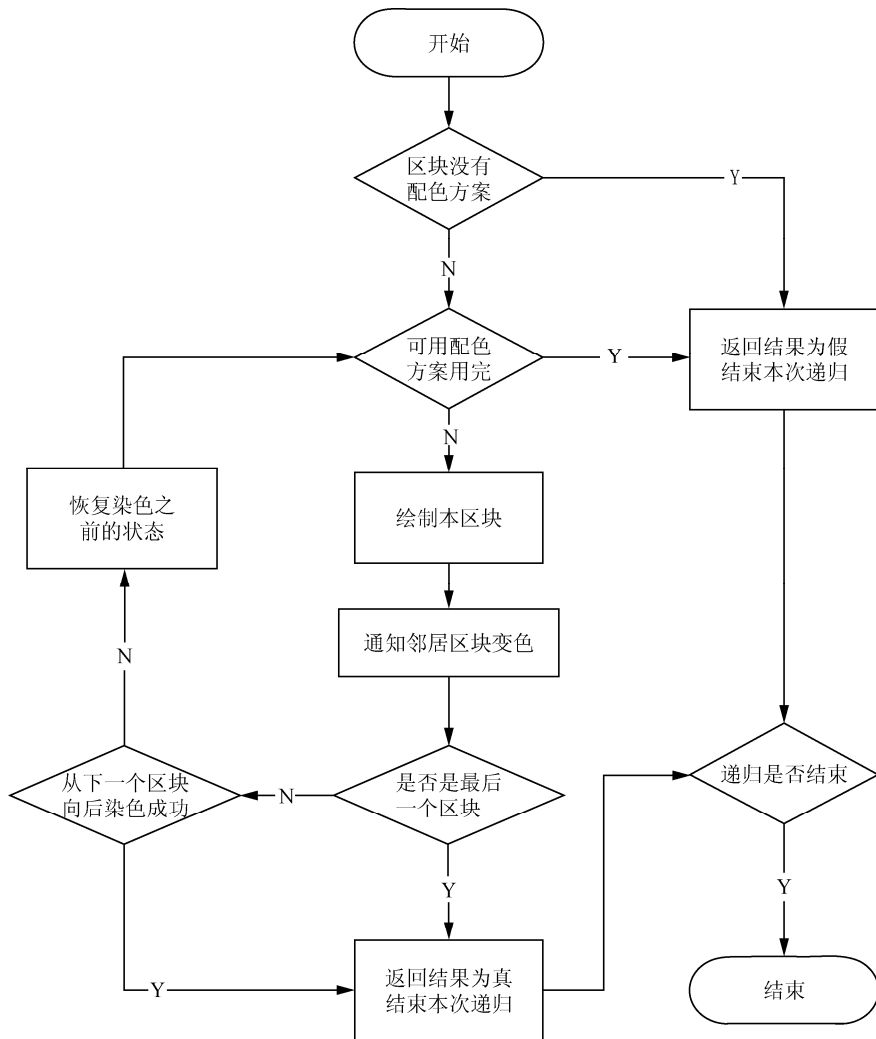 开始
区块没有
配色方案
Y
N
可用配色
方案用完
Y
返回结果为假
结束本次递归
N
恢复染色之
前的状态
绘制本区块
通知邻居区块变色
N
从下一个区块
向后染色成功
N
是否是最后
一个区块
递归是否结束
Y
Y
Y
返回结果为真
结束本次递归
结束